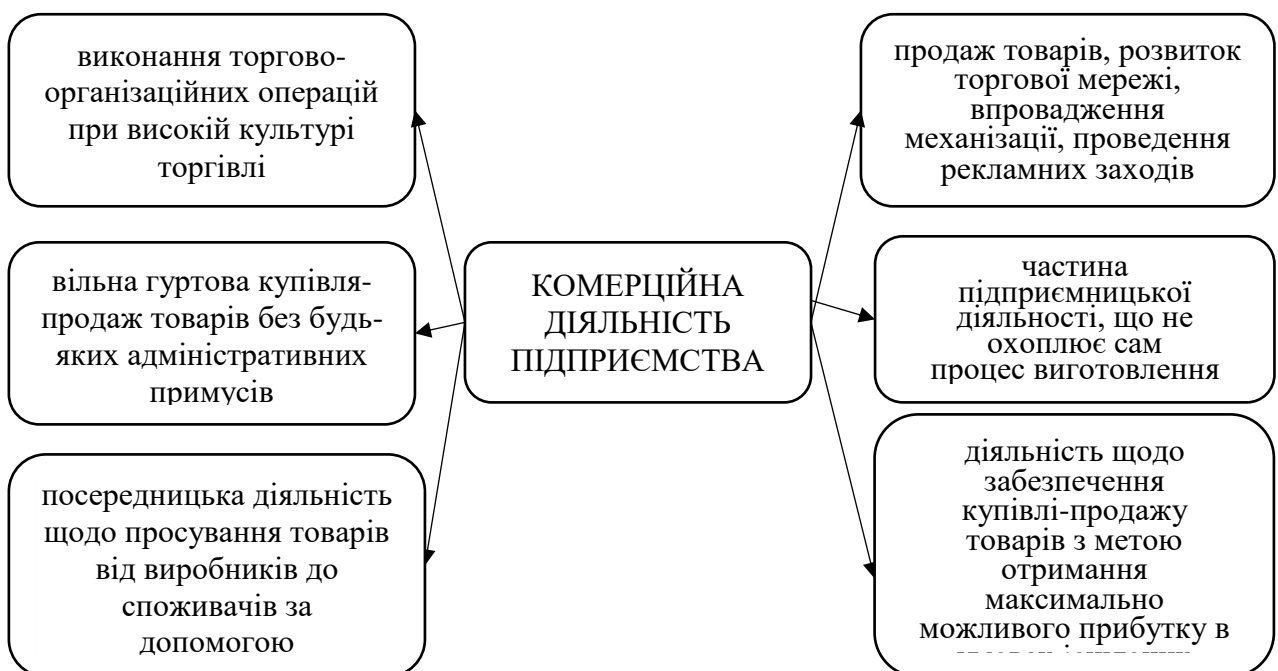 виконання торгово-
організаційних операцій
при високій культурі
торгівлі
вільна гуртова купівля-
продаж товарів без будь-
яких адміністративних
примусів
посередницька діяльність
щодо просування товарів
від виробників до
споживачів за
допомогою
КОМЕРЦІЙНА
ДІЯЛЬНІСТЬ
ПІДПРИЄМСТВА
продаж товарів, розвиток
торгової мережі,
впровадження
механізації, проведення
рекламних заходів
частина
підприємницької
діяльності, що не
охоплює сам
процес виготовлення
діяльність щодо
забезпечення
купівлі-продажу
товарів з метою
отримання
максимально
можливого прибутку в